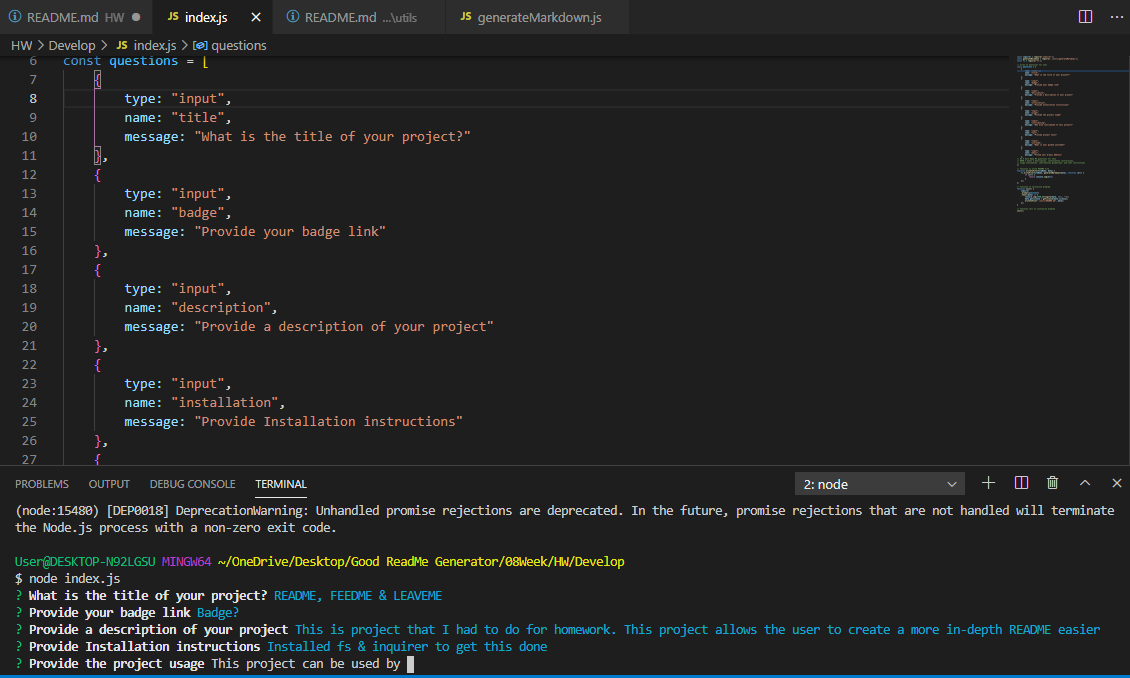 README.md HW index.js README.md ...\utils generateMarkdown.js
HW > Develop > JS index.js > questions
6 const questions = [
7 {
8 type: "input",
9 name: "title",
10 message: "What is the title of your project?"
11 },
12 {
13 type: "input",
14 name: "badge",
15 message: "Provide your badge link"
16 },
17 {
18 type: "input",
19 name: "description",
20 message: "Provide a description of your project"
21 },
22 {
23 type: "input",
24 name: "installation",
25 message: "Provide Installation instructions"
26 },
27 {
PROBLEMS OUTPUT DEBUG CONSOLE TERMINAL 2: node
(node:15480) [DEP0018] DeprecationWarning: Unhandled promise rejections are deprecated. In the future, promise rejections that are not handled will terminate
the Node.js process with a non-zero exit code.
User@DESKTOP-N92LGSU MINGW64 ~/OneDrive/Desktop/Good ReadMe Generator/08Week/HW/Develop
$ node index.js
? What is the title of your project? README, FEEDME & LEAVEME
? Provide your badge link Badge?
? Provide a description of your project This is project that I had to do for homework. This project allows the user to create a more in-depth README easier
? Provide Installation instructions Installed fs & inquirer to get this done
? Provide the project usage This project can be used by